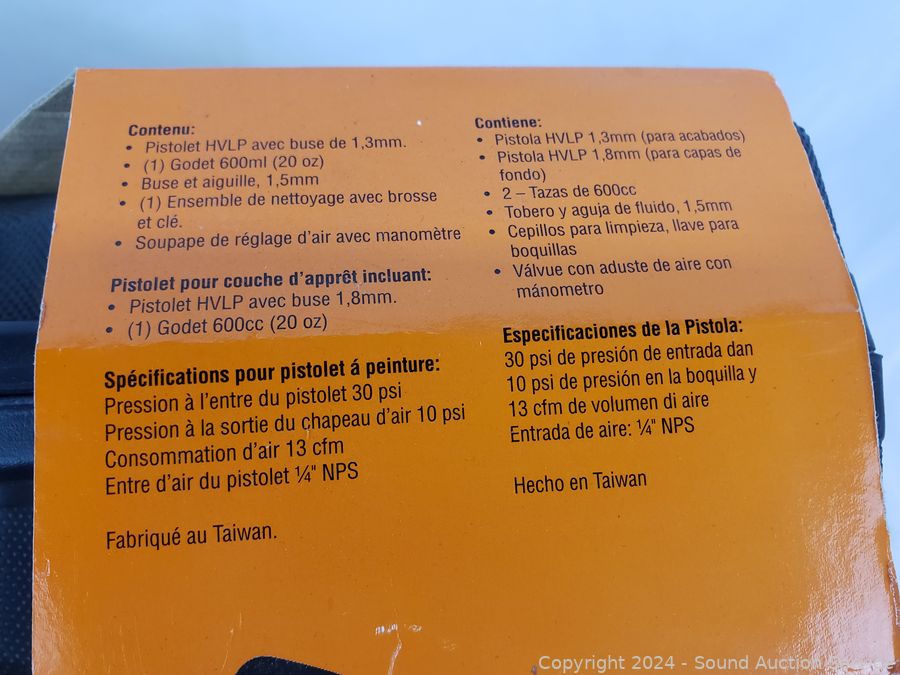 Contenu:
• Pistolet HVLP avec buse de 1,3mm.
• (1) Godet 600ml (20 oz)
• Buse et aiguille, 1,5mm
• (1) Ensemble de nettoyage avec brosse
et clé.
• Soupape de réglage d'air avec manomètre
Pistolet pour couche d'apprêt incluant:
• Pistolet HVLP avec buse 1,8mm.
• (1) Godet 600cc (20 oz)
Spécifications pour pistolet á peinture:
Pression à l'entre du pistolet 30 psi
Pression à la sortie du chapeau d'air 10 psi
Consommation d'air 13 cfm
Entre d'air du pistolet ¼" NPS
Fabriqué au Taiwan.
Contiene:
• Pistola HVLP 1,3mm (para acabados)
• Pistola HVLP 1,8mm (para capas de
fondo)
• 2 – Tazas de 600cc
• Tobero y aguja de fluido, 1,5mm
• Cepillos para limpieza, llave para
boquillas
• Válvue con aduste de aire con
mánometro
Especificaciones de la Pistola:
30 psi de presión de entrada dan
10 psi de presión en la boquilla y
13 cfm de volumen di aire
Entrada de aire: ¼" NPS
Hecho en Taiwan
Copyright 2024 - Sound Auction